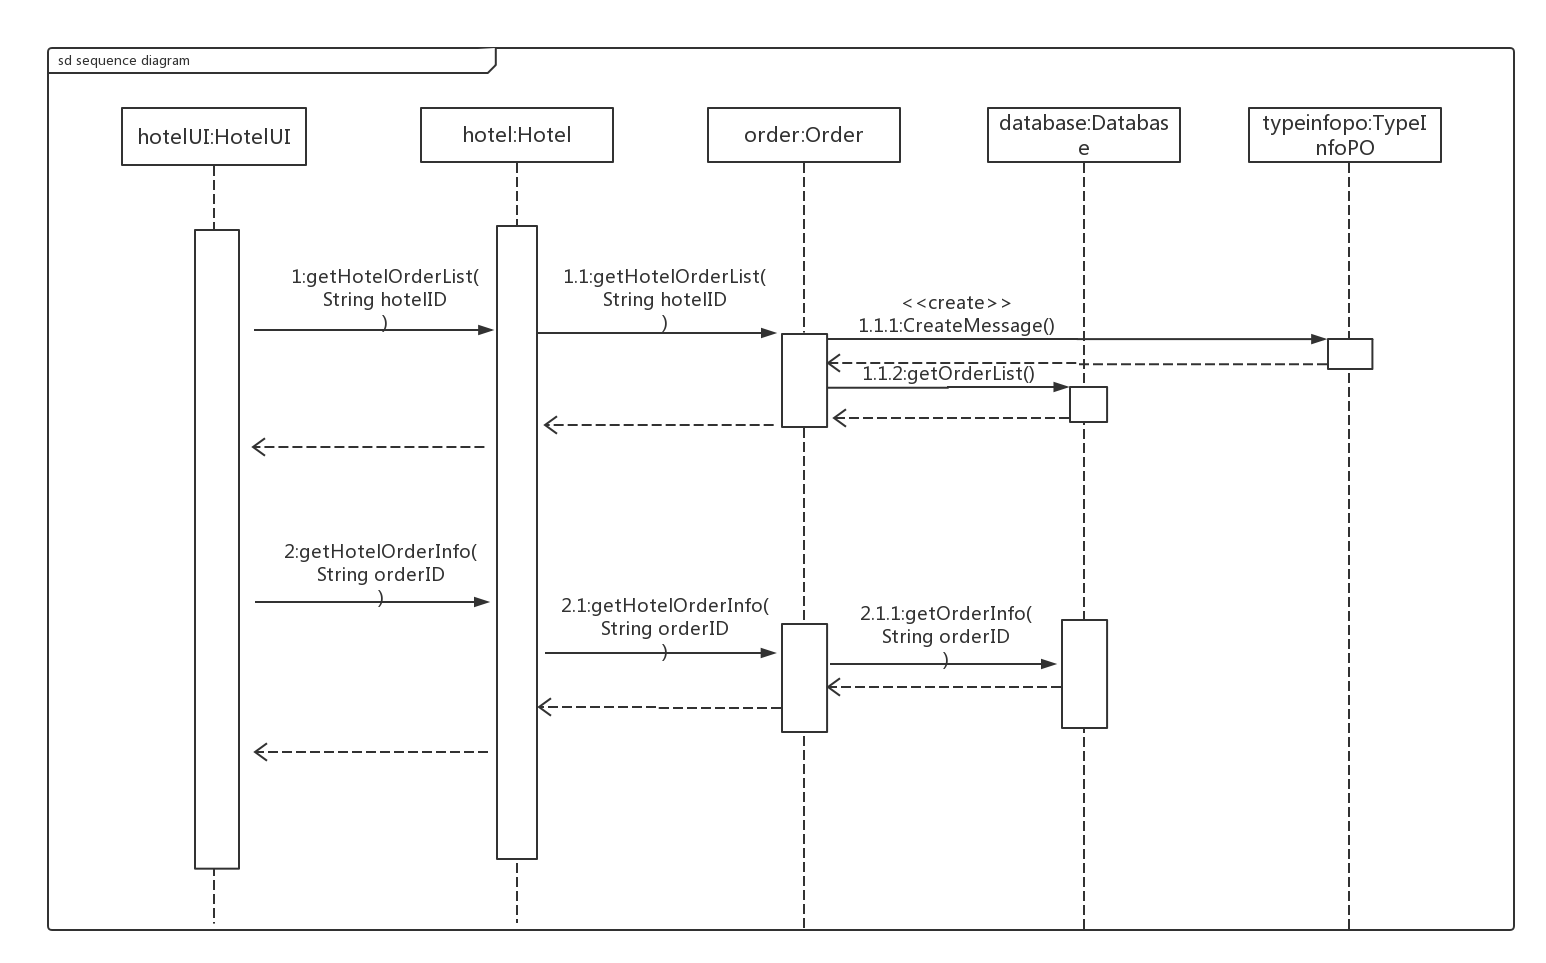 sd sequence diagram
hotelUI:HotelUI
hotel:Hotel
order:Order
database:Databas
e
typeinfopo:TypeI
nfoPO
1:getHotelOrderList(
String hotelID
)
1.1:getHotelOrderList(
String hotelID
)
<<create>>
1.1.1:CreateMessage()
1.1.2:getOrderList()
2:getHotelOrderInfo(
String orderID
)
2.1:getHotelOrderInfo(
String orderID
)
2.1.1:getOrderInfo(
String orderID
)